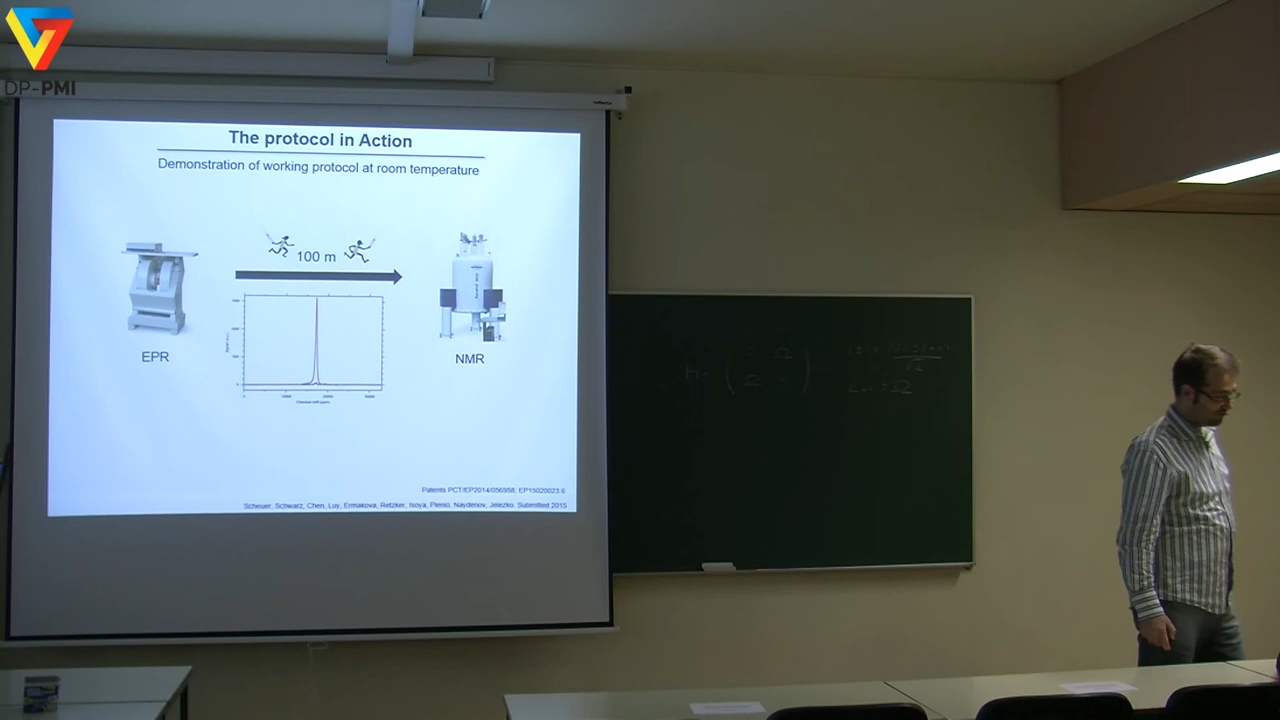 DP-PMI
The protocol in Action
Demonstration of working protocol at room temperature
100 m
EPR
NMR
Patents PCT/EP2014/056958; EP15020023.6
Scheuer, Schwarz, Chen, Luy, Ermakova, Retzker, Isoya, Plenio, Naydenov, Jelezko. Submitted 2015